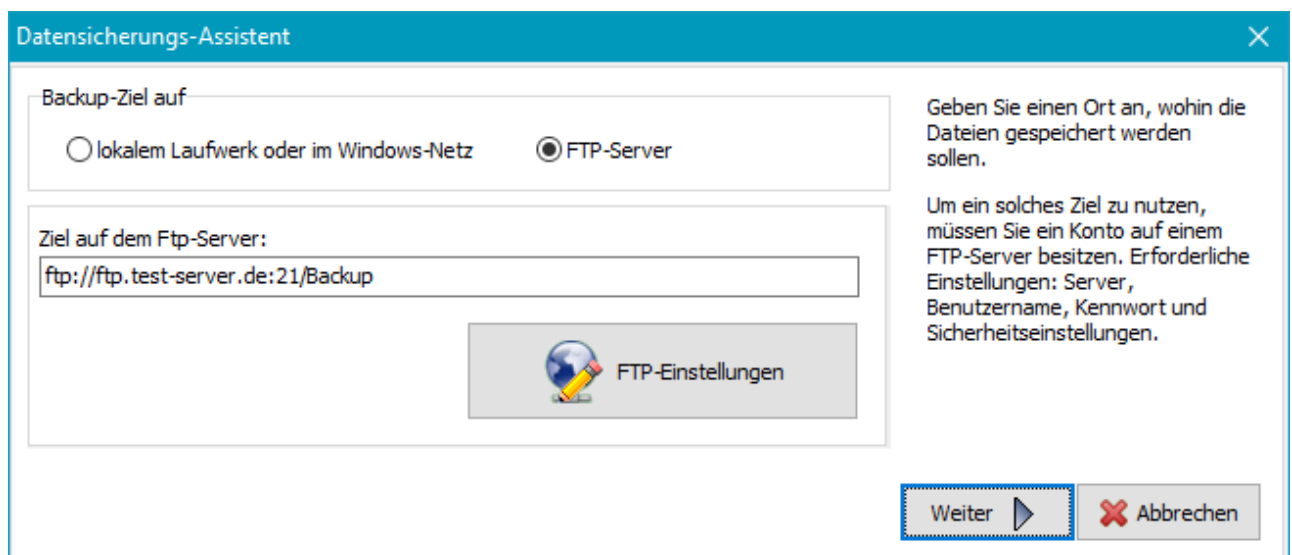 Datensicherungs-Assistent
Backup-Ziel auf
lokalem Laufwerk oder im Windows-Netz
FTP-Server
Ziel auf dem Ftp-Server:
ftp://ftp.test-server.de:21/Backup
FTP-Einstellungen
Geben Sie einen Ort an, wohin die
Dateien gespeichert werden
sollen.
Um ein solches Ziel zu nutzen,
müssen Sie ein Konto auf einem
FTP-Server besitzen. Erforderliche
Einstellungen: Server,
Benutzername, Kennwort und
Sicherheitseinstellungen.
Weiter
Abbrechen